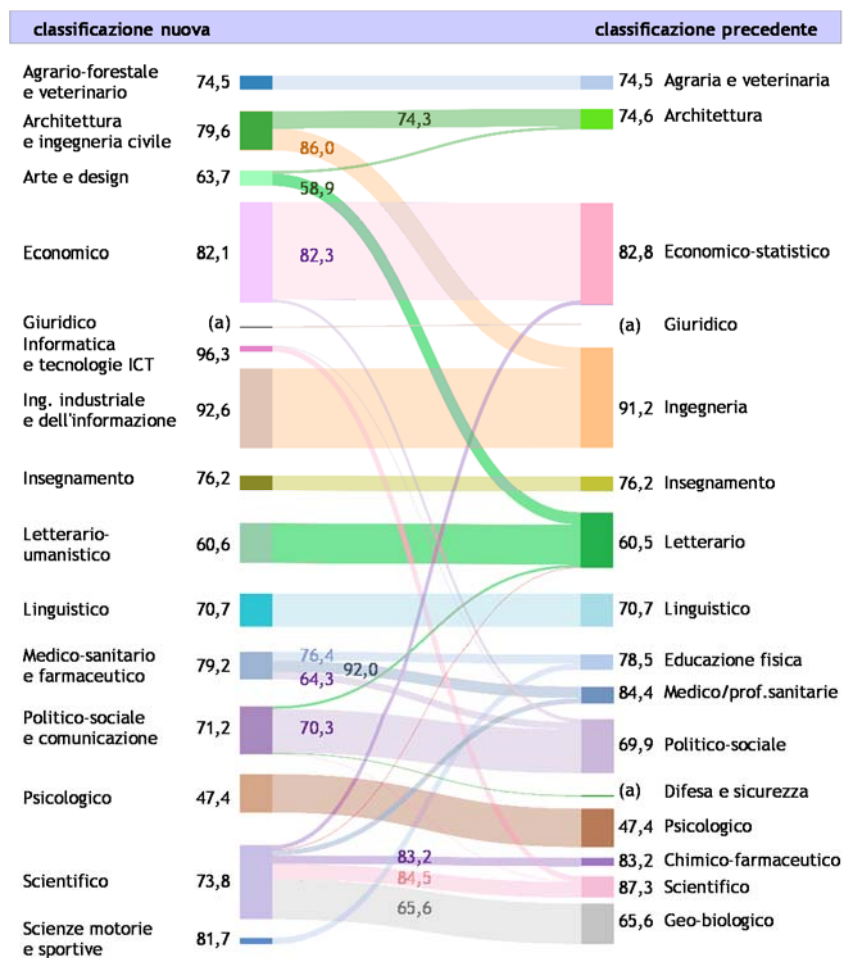 classificazione nuova
classificazione precedente
Agrario-forestale
e veterinario
74,5
74,5 Agraria e veterinaria
Architettura
e ingegneria civile
79,6
74,3
86,0
74,6 Architettura
Arte e design
63,7
58,9
Economico
82,1
82,3
82,8 Economico-statistico
Giuridico
(a)
(a) Giuridico
Informatica
e tecnologie ICT
96,3
Ing. industriale
e dell'informazione
92,6
91,2 Ingegneria
Insegnamento
76,2
76,2 Insegnamento
Letterario-
umanistico
60,6
60,5 Letterario
Linguistico
70,7
70,7 Linguistico
Medico-sanitario
e farmaceutico
79,2
76,4
92,0
64,3
78,5 Educazione fisica
84,4 Medico/prof.sanitarie
Politico-sociale
e comunicazione
71,2
70,3
69,9 Politico-sociale
(a) Difesa e sicurezza
Psicologico
47,4
47,4 Psicologico
83,2
83,2 Chimico-farmaceutico
Scientifico
73,8
84,5
87,3 Scientifico
65,6
65,6 Geo-biologico
Scienze motorie
e sportive
81,7